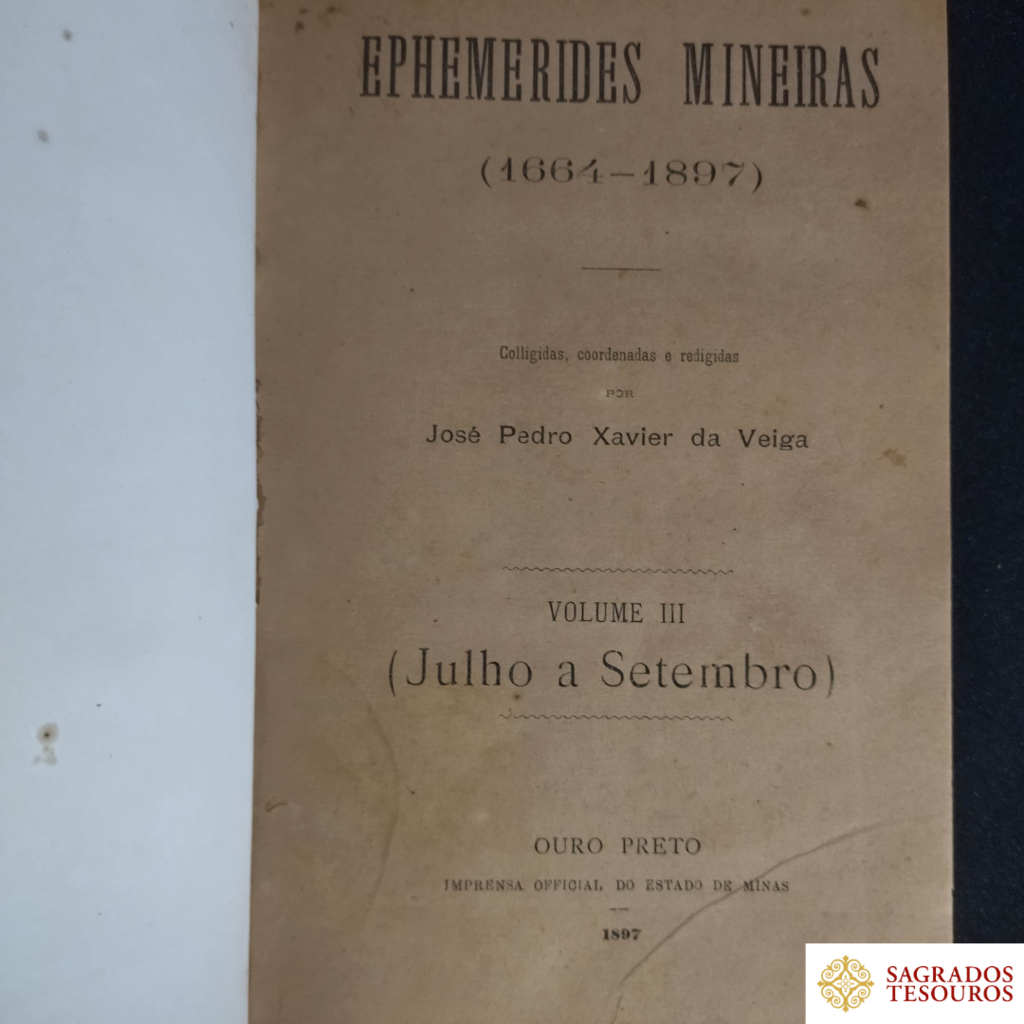 EPHEMERIDES MINEIRAS
(1664-1897)
Colligidas, coordenadas e redigidas
POR
José Pedro Xavier da Veiga
VOLUME III
(Julho a Setembro)
OURO PRETO
IMPRENSA OFFICIAL DO ESTADO DE MINAS
1897
SAGRADOS
TESOUROS